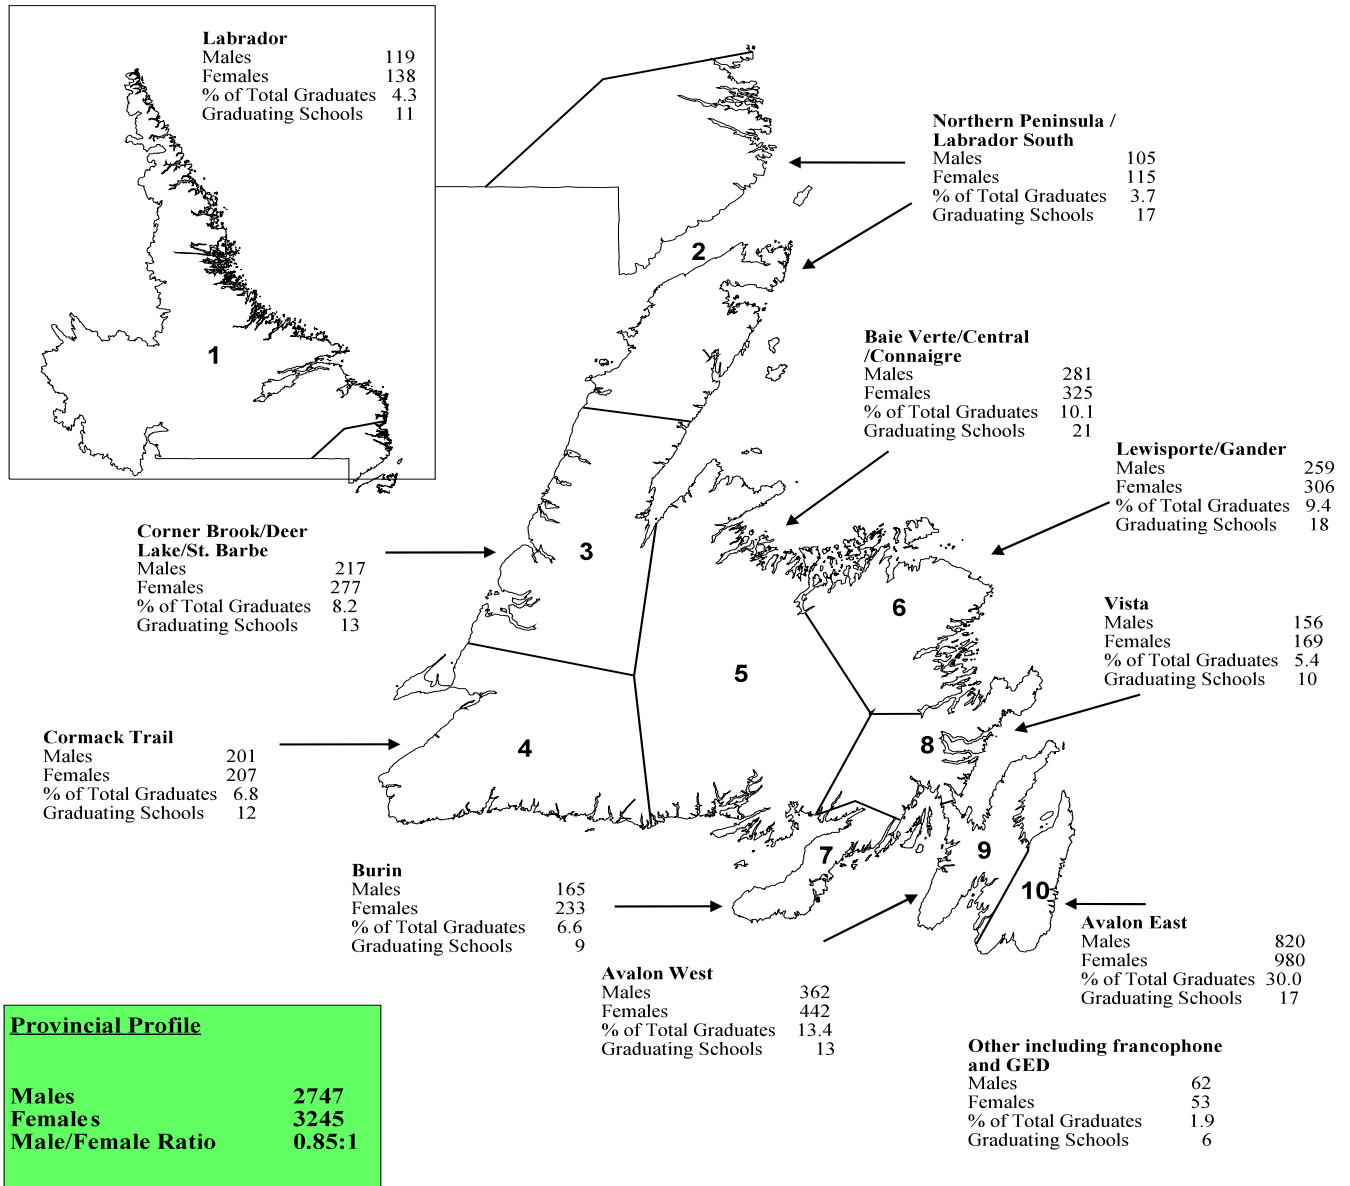 Labrador
Males 119
Females 138
% of Total Graduates 4.3
Graduating Schools 11
1
Northern Peninsula /
Labrador South
Males 105
Females 115
% of Total Graduates 3.7
Graduating Schools 17
2
Baie Verte/Central
/Connaigre
Males 281
Females 325
% of Total Graduates 10.1
Graduating Schools 21
Lewisporte/Gander
Males 259
Females 306
% of Total Graduates 9.4
Graduating Schools 18
Corner Brook/Deer
Lake/St. Barbe
Males 217
Females 277
% of Total Graduates 8.2
Graduating Schools 13
3
6
Vista
Males 156
Females 169
% of Total Graduates 5.4
Graduating Schools 10
5
Cormack Trail
Males 201
Females 207
% of Total Graduates 6.8
Graduating Schools 12
4
8
7
9
10
Burin
Males 165
Females 233
% of Total Graduates 6.6
Graduating Schools 9
Avalon East
Males 820
Females 980
% of Total Graduates 30.0
Graduating Schools 17
Avalon West
Males 362
Females 442
% of Total Graduates 13.4
Graduating Schools 13
Provincial Profile
Males 2747
Females 3245
Male/Female Ratio 0.85:1
Other including francophone
and GED
Males 62
Females 53
% of Total Graduates 1.9
Graduating Schools 6